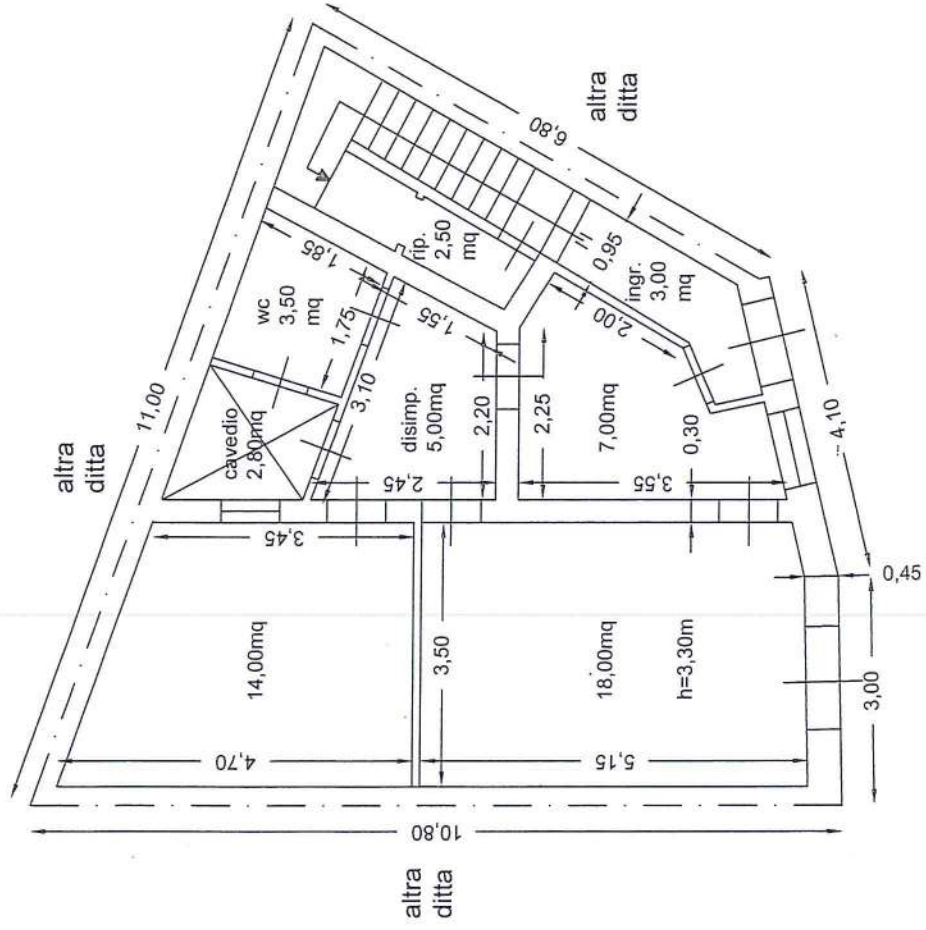 11,00
altra
ditta
6,80
altra
ditta
1,85
wc
3,50
mq
1,75
rip.
2,50
mq
cavedio
2,80mq
3,10
1,55
0,95
ingr.
3,00
mq
2,00
disimp.
5,00mq
2,20
2,45
2,25
7,00mq
0,30
3,55
4,10
3,45
14,00mq
4,70
3,50
18,00mq
h=3,30m
5,15
0,45
3,00
10,80
altra
ditta